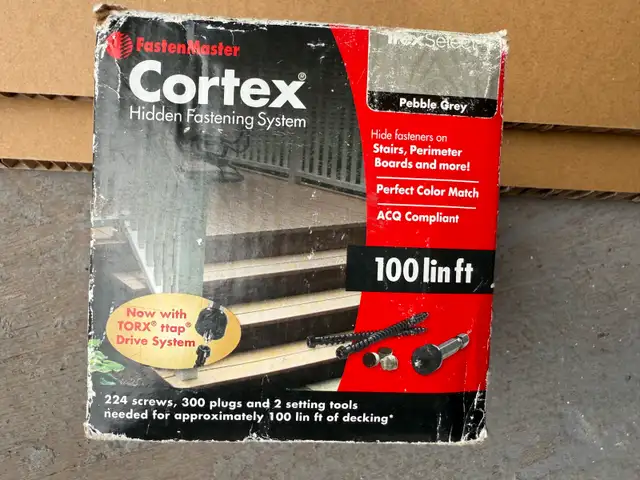 FastenMaster
TrexSelect
Cortex®
Hidden Fastening System
Pebble Grey
Hide fasteners on
Stairs, Perimeter
Boards and more!
Perfect Color Match
ACQ Compliant
100 lin ft
Now with
TORX® ttap®
Drive System
224 screws, 300 plugs and 2 setting tools
needed for approximately 100 lin ft of decking*